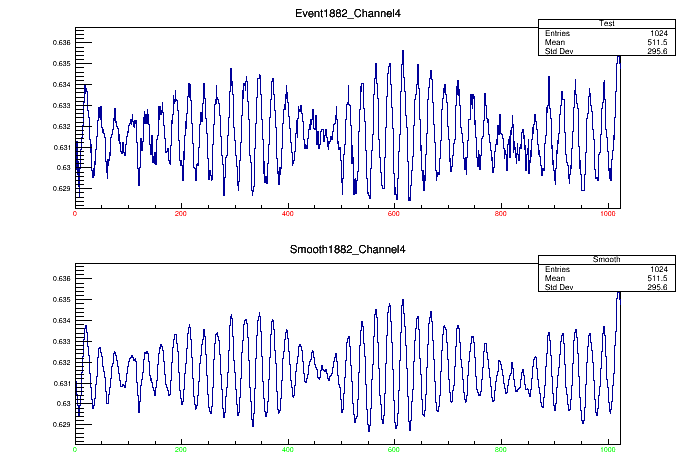 Event1882_Channel4
Test
Entries 1024
Mean 511.5
Std Dev 295.6
0.636
0.635
0.634
0.633
0.632
0.631
0.63
0.629
0 200 400 600 800 1000
Smooth1882_Channel4
Smooth
Entries 1024
Mean 511.5
Std Dev 295.6
0.636
0.635
0.634
0.633
0.632
0.631
0.63
0.629
0 200 400 600 800 1000